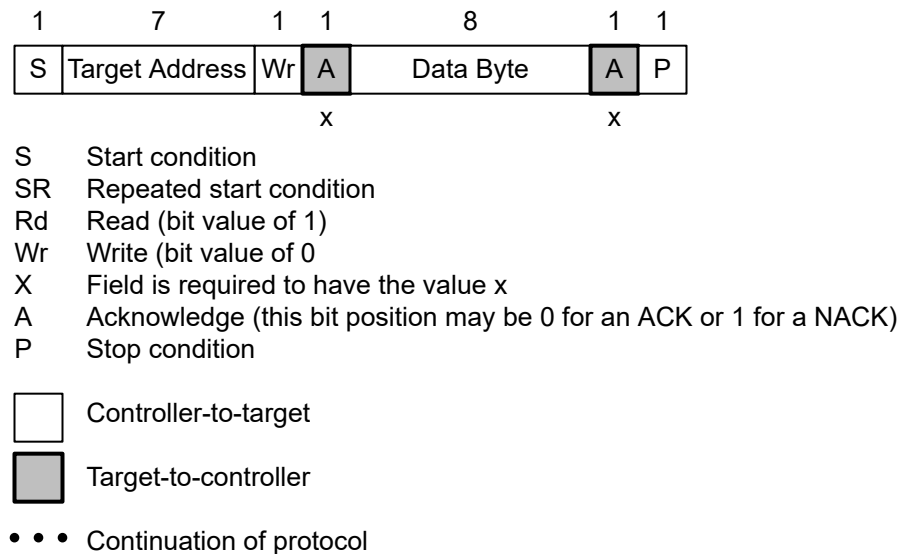 1 7 1 1 8 1 1
S Target Address Wr A Data Byte A P
x x
S Start condition
SR Repeated start condition
Rd Read (bit value of 1)
Wr Write (bit value of 0
X Field is required to have the value x
A Acknowledge (this bit position may be 0 for an ACK or 1 for a NACK)
P Stop condition
Controller-to-target
Target-to-controller
• • • Continuation of protocol